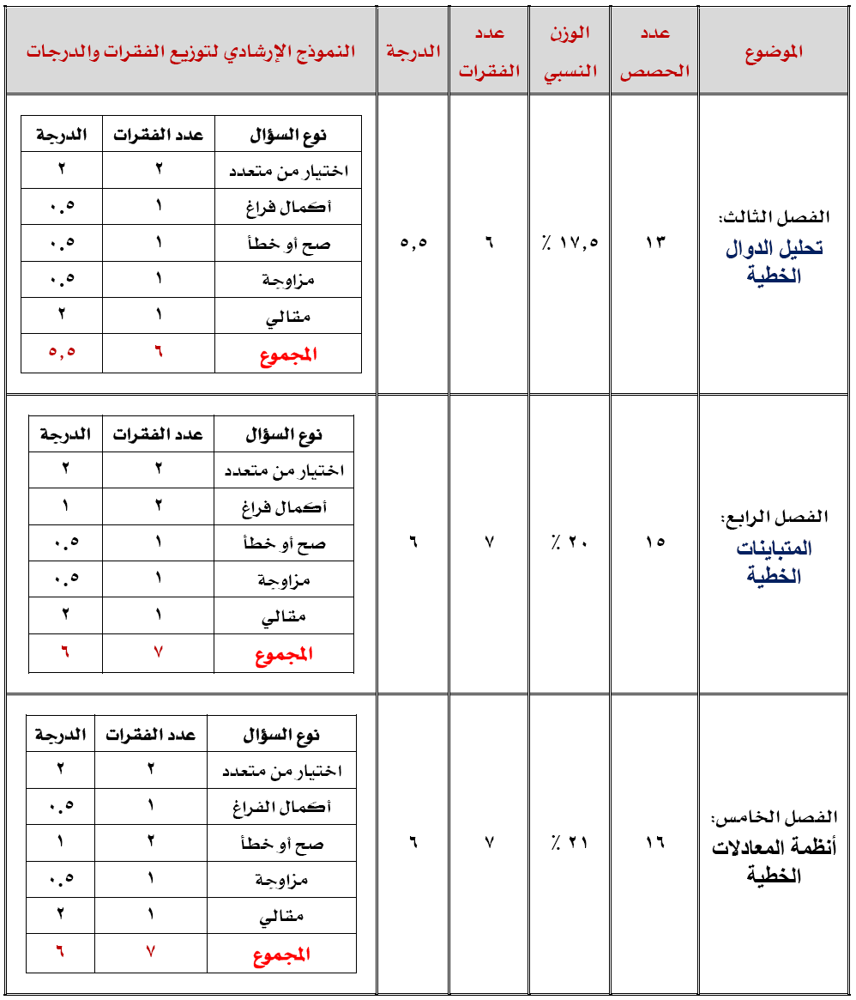 الموضوع | عدد الحصص | الوزن النسبي | عدد الفقرات | الدرجة | النموذج الإرشادي لتوزيع الفقرات والدرجات
الفصل الثالث:
تحليل الدوال
الخطية
١٣ | ١٧,٥ ٪ | ٦ | ٥,٥
نوع السؤال | عدد الفقرات | الدرجة
اختيار من متعدد | ٢ | ٢
أكمال فراغ | ١ | ٠.٥
صح أو خطأ | ١ | ٠.٥
مزاوجة | ١ | ٠.٥
مقالي | ١ | ٢
المجموع | ٦ | ٥,٥
الفصل الرابع:
المتباينات
الخطية
١٥ | ٢٠ ٪ | ٧ | ٦
نوع السؤال | عدد الفقرات | الدرجة
اختيار من متعدد | ٢ | ٢
أكمال فراغ | ٢ | ١
صح أو خطأ | ١ | ٠.٥
مزاوجة | ١ | ٠.٥
مقالي | ١ | ٢
المجموع | ٧ | ٦
الفصل الخامس:
أنظمة المعادلات
الخطية
١٦ | ٢١ ٪ | ٧ | ٦
نوع السؤال | عدد الفقرات | الدرجة
اختيار من متعدد | ٢ | ٢
أكمال الفراغ | ١ | ٠.٥
صح أو خطأ | ٢ | ١
مزاوجة | ١ | ٠.٥
مقالي | ١ | ٢
المجموع | ٧ | ٦